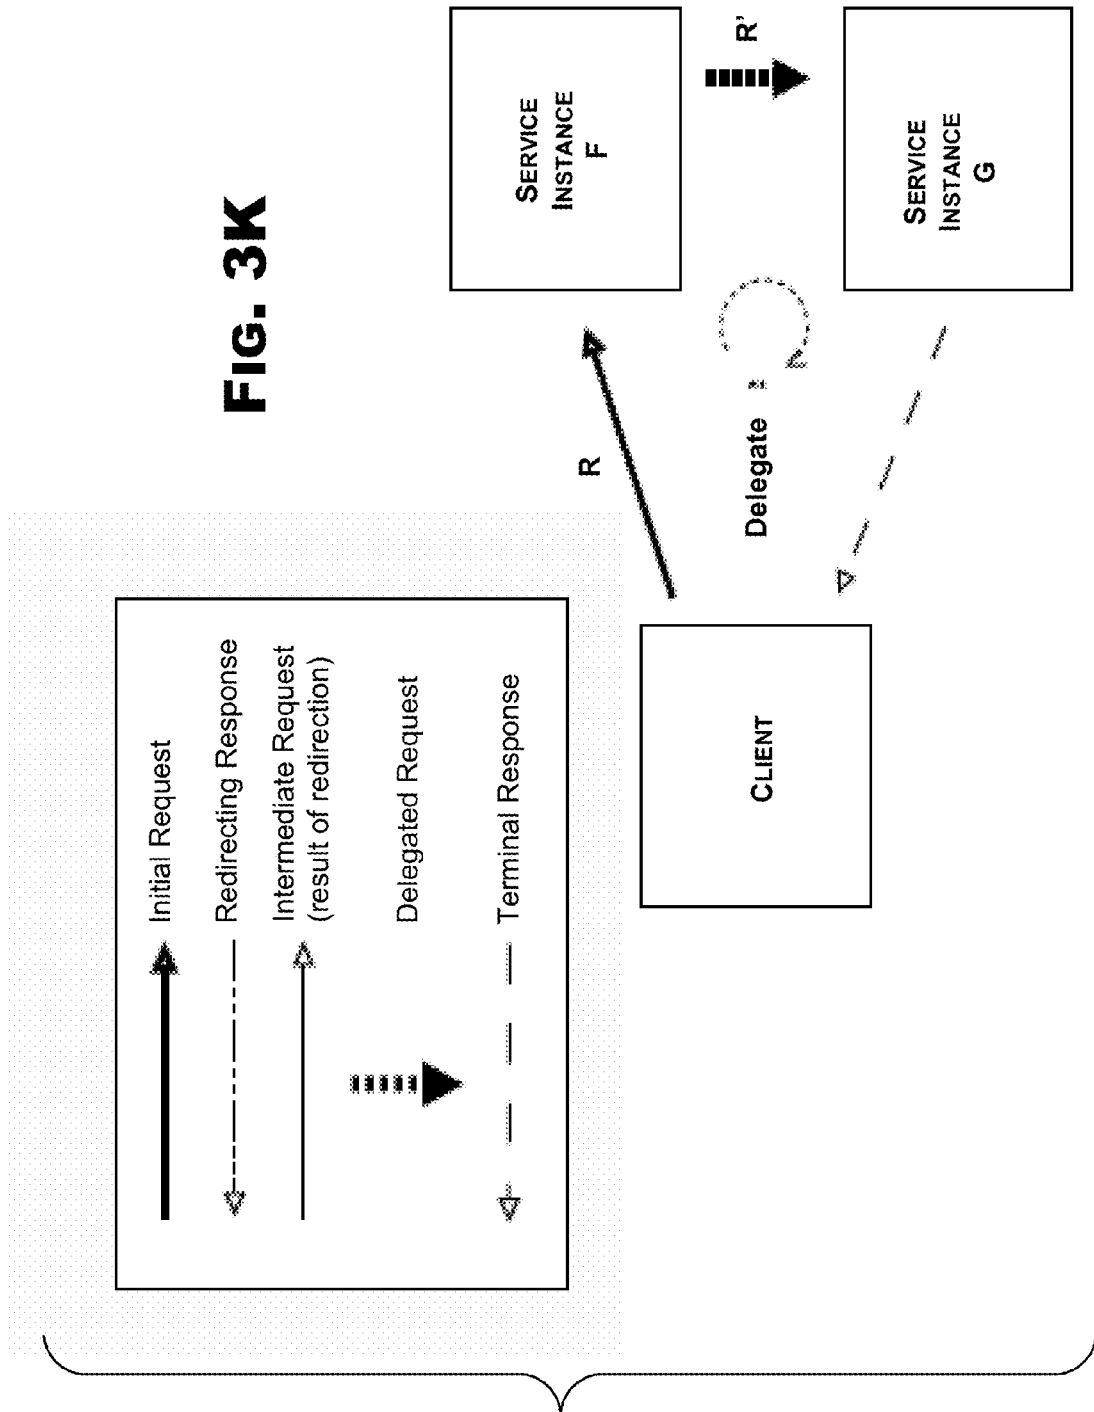 FIG. 3K
Initial Request
Redirecting Response
Intermediate Request
(result of redirection)
Delegated Request
Terminal Response
CLIENT
R
Delegate =
SERVICE
INSTANCE
F
R'
SERVICE
INSTANCE
G